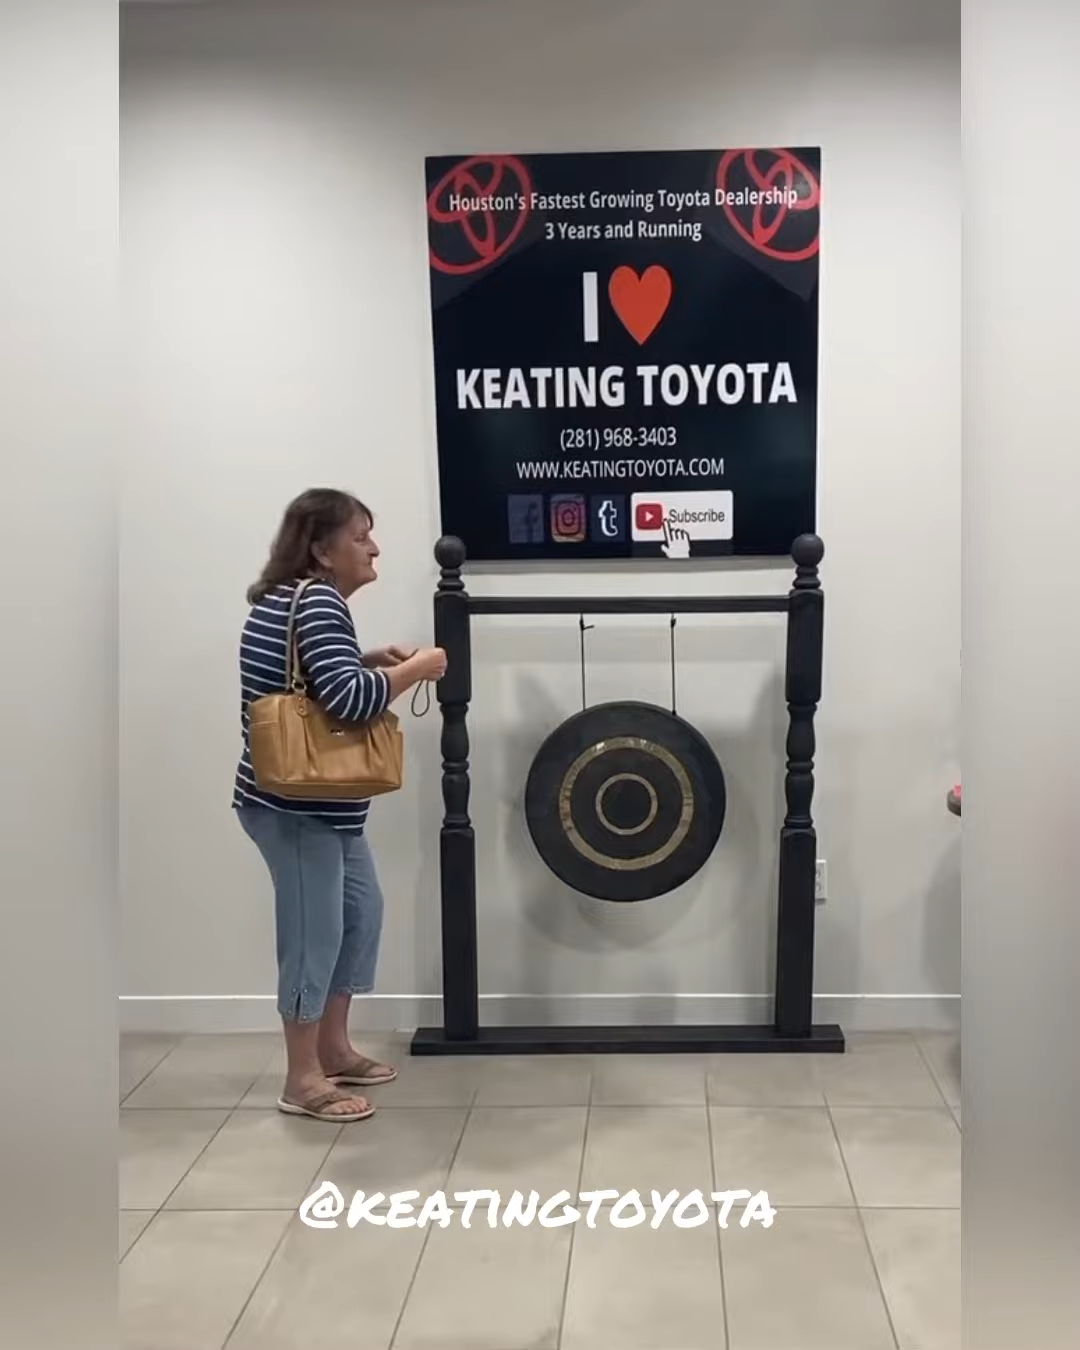 Houston's Fastest Growing Toyota Dealership
3 Years and Running
I ❤
KEATING TOYOTA
(281) 968-3403
WWW.KEATINGTOYOTA.COM
f t Subscribe
@KEATINGTOYOTA